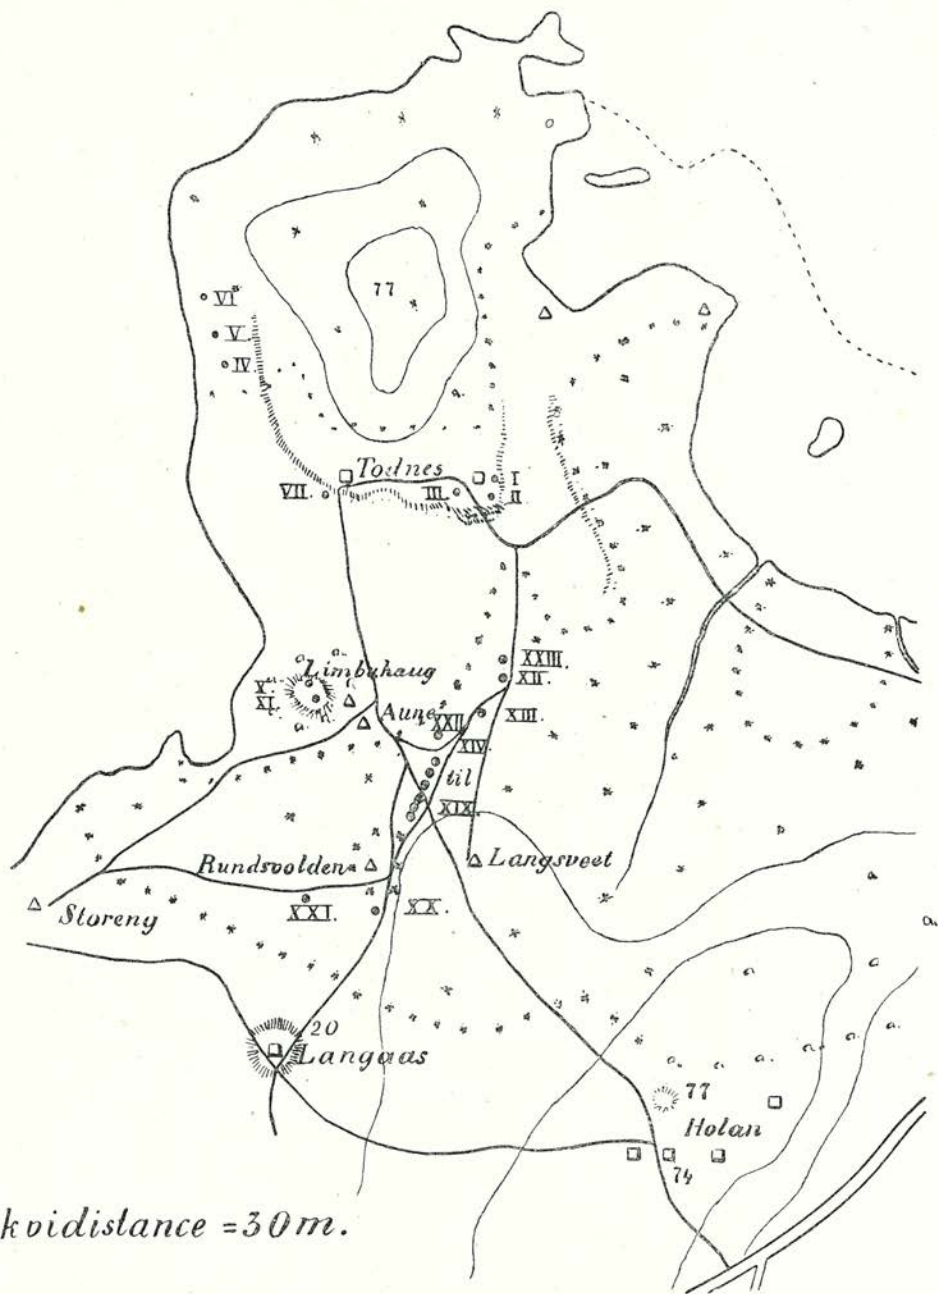 77
VI
V.
IV.
Todnes
VII.
III.
I
II.
Limbuhaug
X.
XI.
XXIII.
XII.
Aune
XXII
XIII.
XIV.
til
XIX.
Rundsvolden
Langsveet
Storeny
XXI.
XX.
20
Langaas
77
Holan
74
kvidistance =30m.
a.
a.
a.
a.
a.